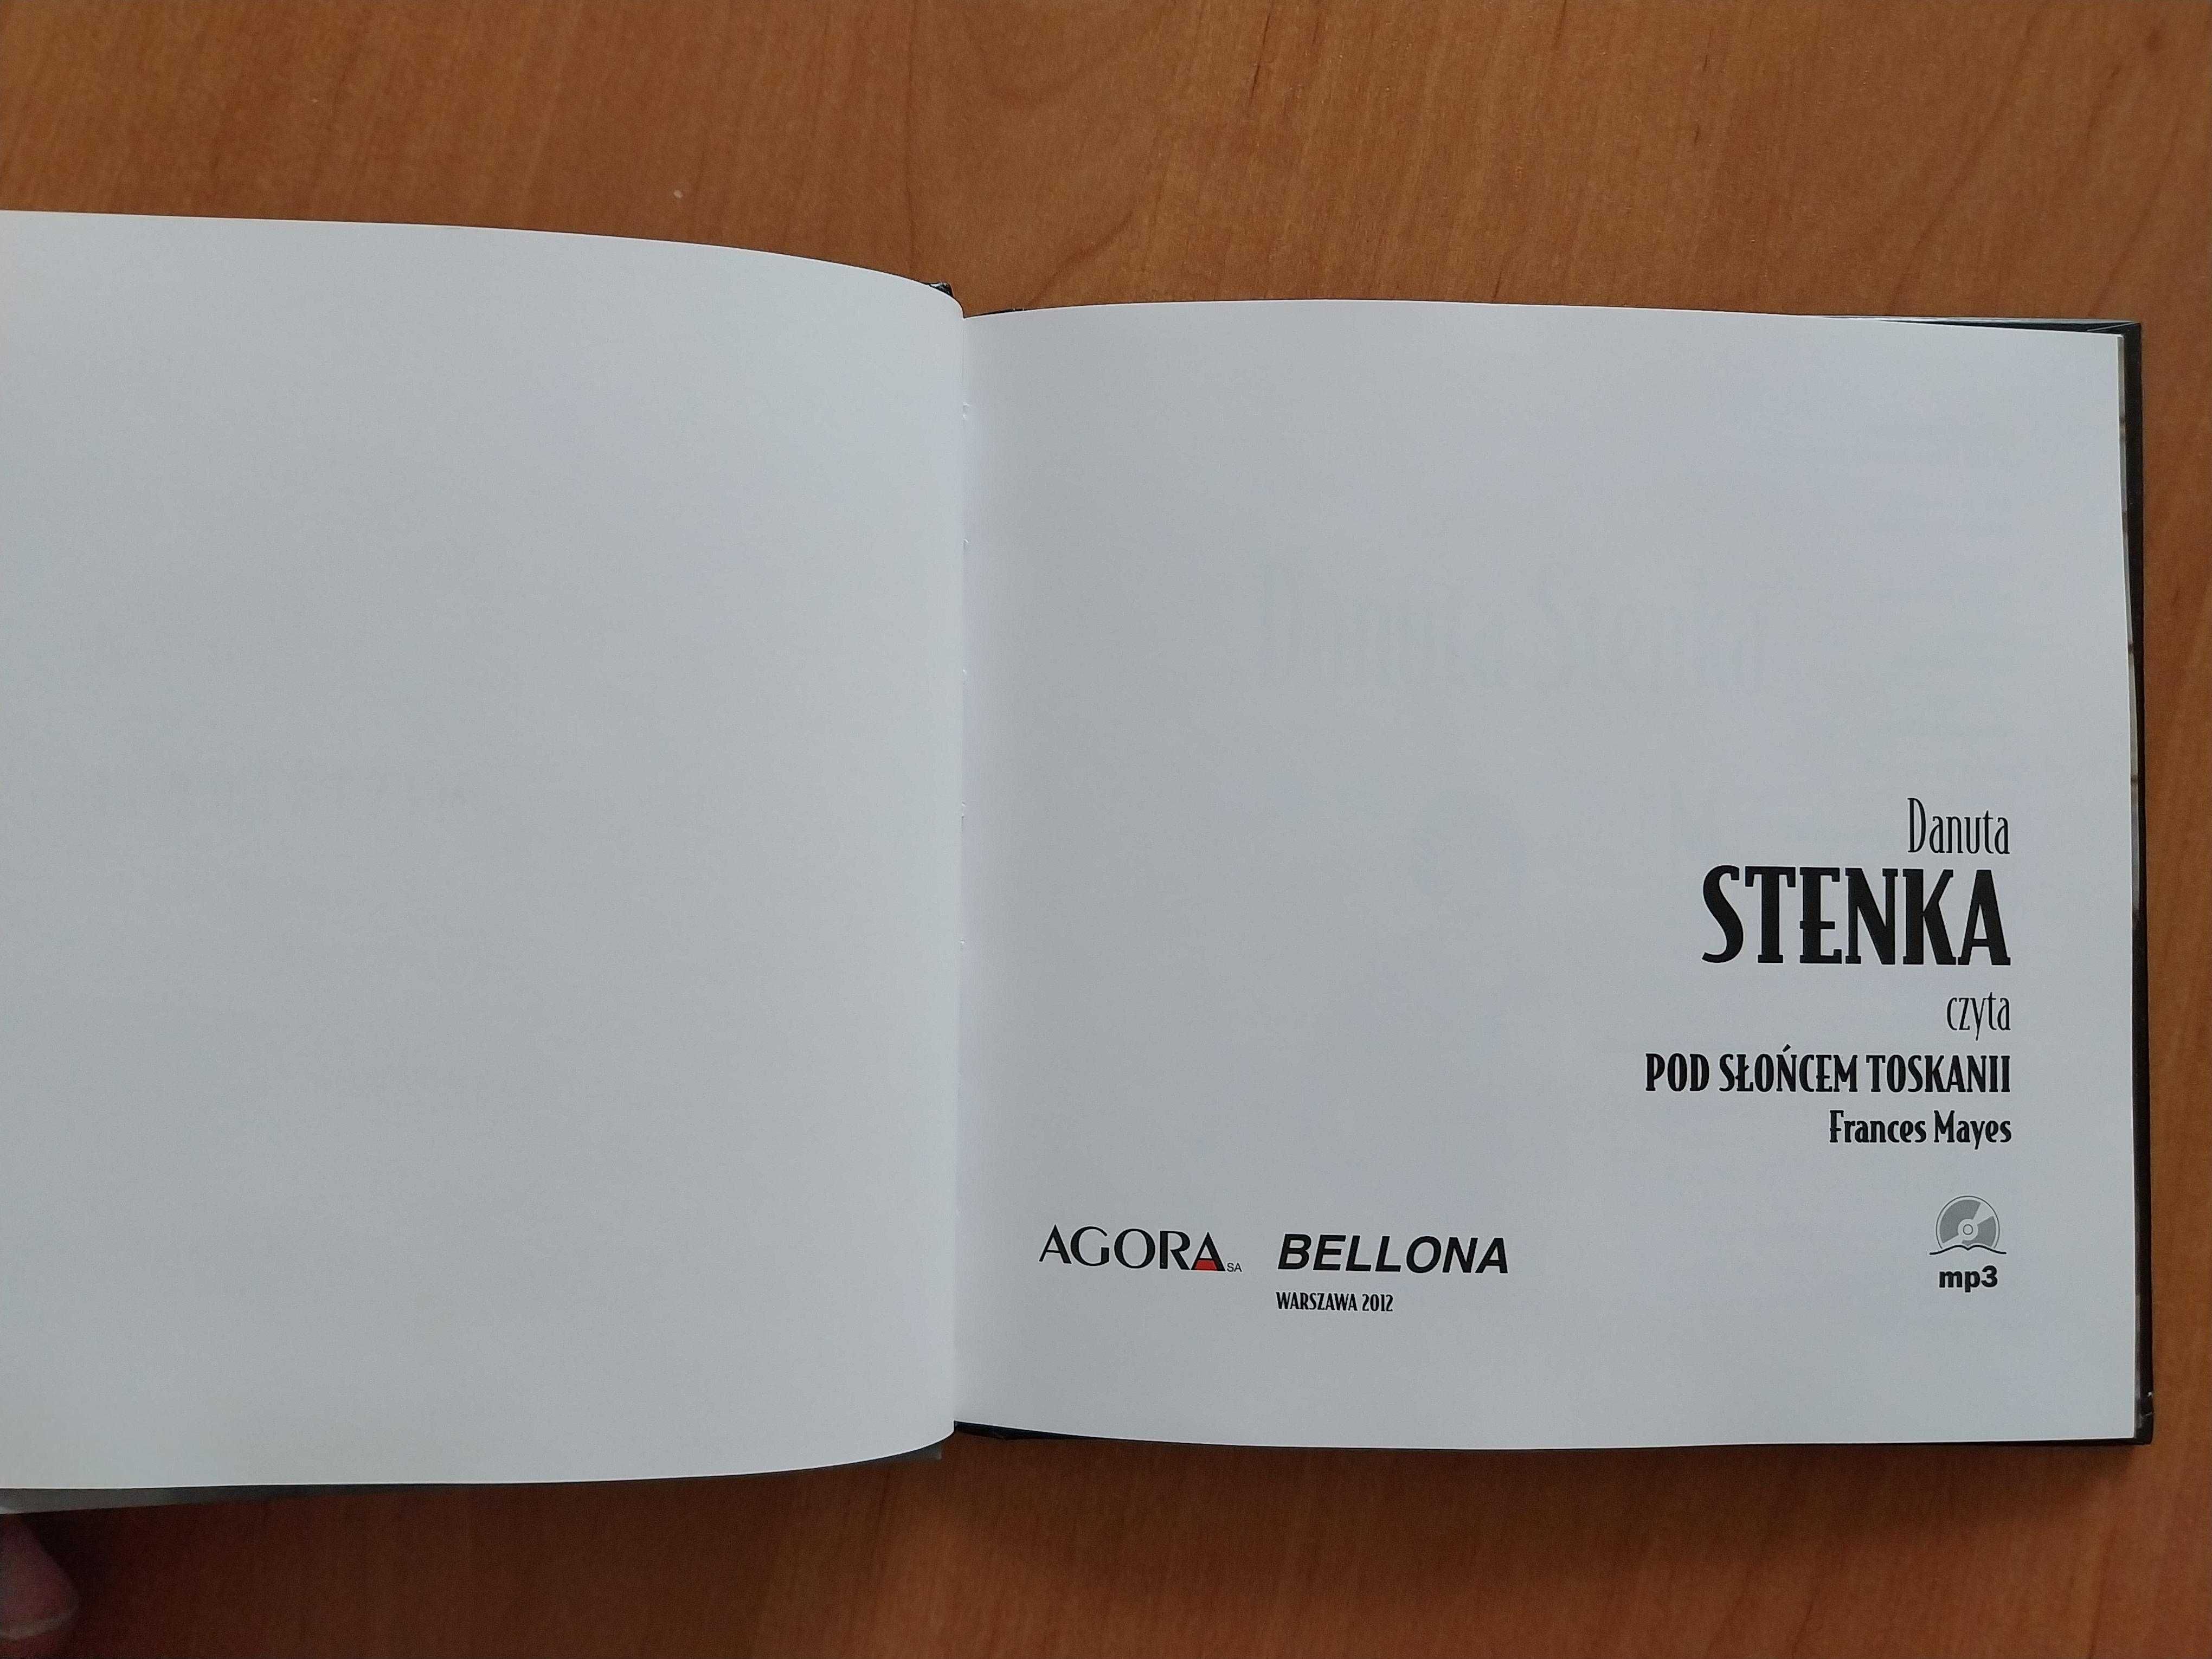 Danuta
STENKA
czyta
POD SŁOŃCEM TOSKANII
Frances Mayes
AGORA SA BELLONA
WARSZAWA 2012
mp3